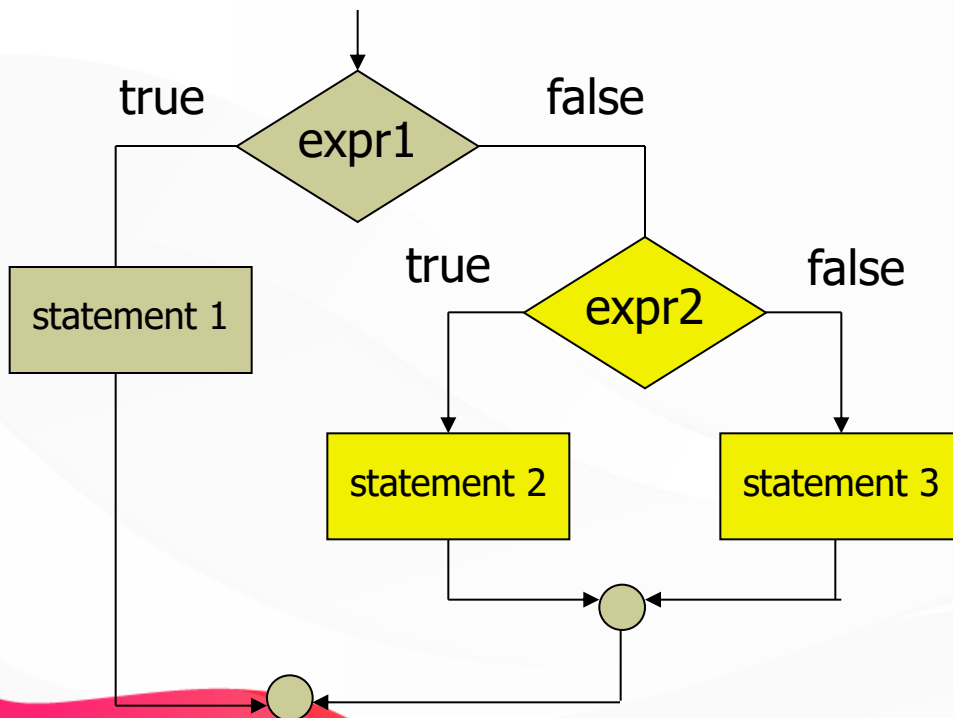 true
false
expr1
true
false
expr2
statement 1
statement 2
statement 3